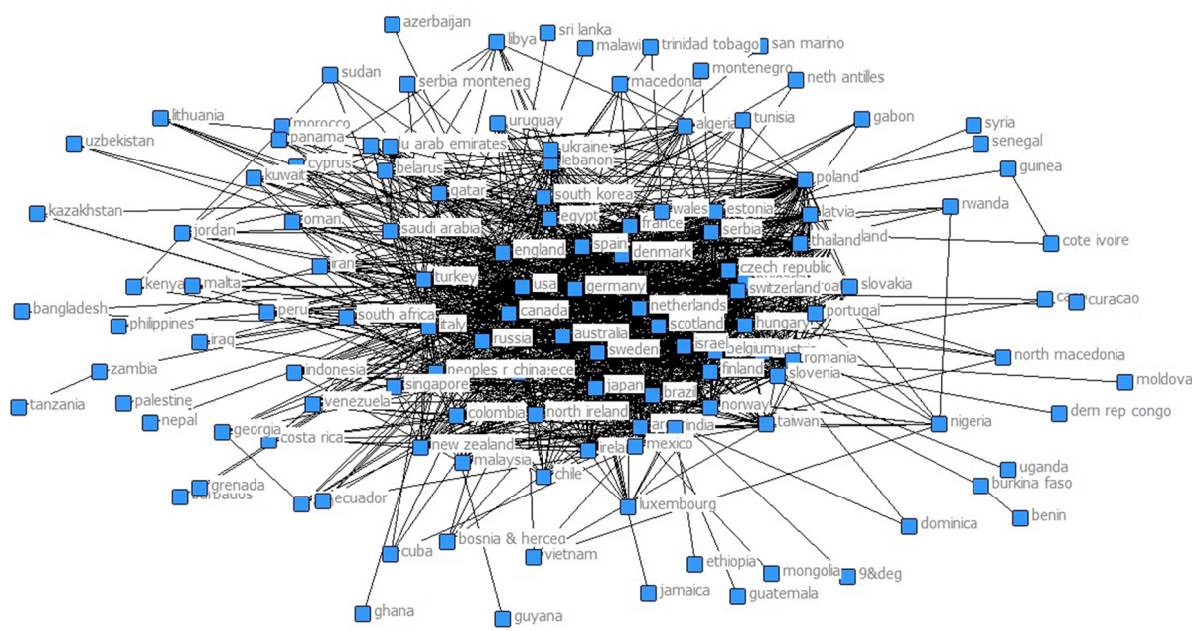 azerbaijan
libya
sri lanka
malawi
trinidad tobago
san marino
sudan
serbia monteneg
macedonia
montenegro
neth antilles
lithuania
morocco
panama
uruguay
algeria
tunisia
gabon
syria
uzbekistan
u arab emirates
ukraine
lebanon
senegal
cyprus
belarus
guinea
kuwait
qatar
south korea
poland
kazakhstan
oman
saudi arabia
egypt
france
wales
estonia
serbia
latvia
rwanda
jordan
england
spain
denmark
thailand
land
cote ivore
iran
turkey
czech republic
kenya
malta
usa
germany
switzerland
slovakia
bangladesh
peru
south africa
canada
netherlands
portugal
curacao
philippines
italy
scotland
hungary
iraq
russia
australia
israel
sweden
belgium
romania
north macedonia
zambia
indonesia
peoples r china
ece
finland
slovenia
moldova
singapore
japan
brazil
tanzania
palestine
venezuela
colombia
north ireland
norway
dem rep congo
nepal
georgia
costa rica
new zealand
india
taiwan
nigeria
mexico
malaysia
chile
uganda
grenada
ecuador
luxembourg
burkina faso
benin
dominica
cuba
bosnia & herceg
vietnam
ethiopia
mongolia
9&deg
jamaica
guatemala
ghana
guyana